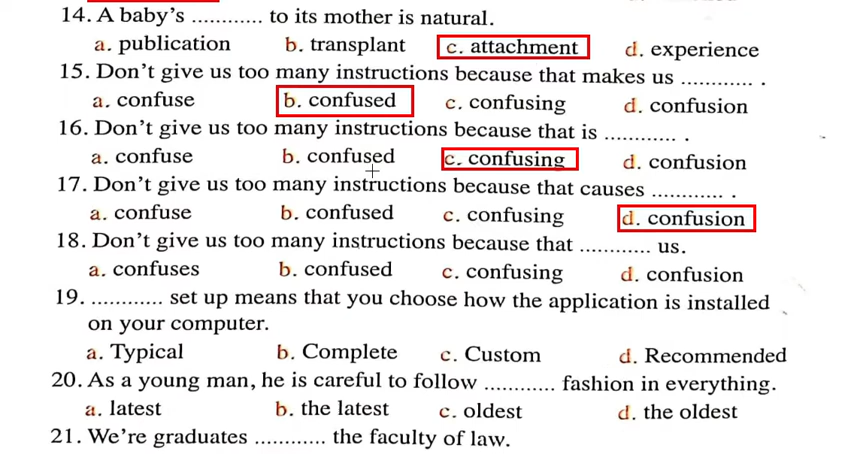 14. A baby's ............ to its mother is natural.
a. publication b. transplant c. attachment d. experience
15. Don't give us too many instructions because that makes us ............ .
a. confuse b. confused c. confusing d. confusion
16. Don't give us too many instructions because that is ............ .
a. confuse b. confused c. confusing d. confusion
17. Don't give us too many instructions because that causes ............ .
a. confuse b. confused c. confusing d. confusion
18. Don't give us too many instructions because that ............ us.
a. confuses b. confused c. confusing d. confusion
19. ............ set up means that you choose how the application is installed
on your computer.
a. Typical b. Complete c. Custom d. Recommended
20. As a young man, he is careful to follow ............ fashion in everything.
a. latest b. the latest c. oldest d. the oldest
21. We're graduates ............ the faculty of law.